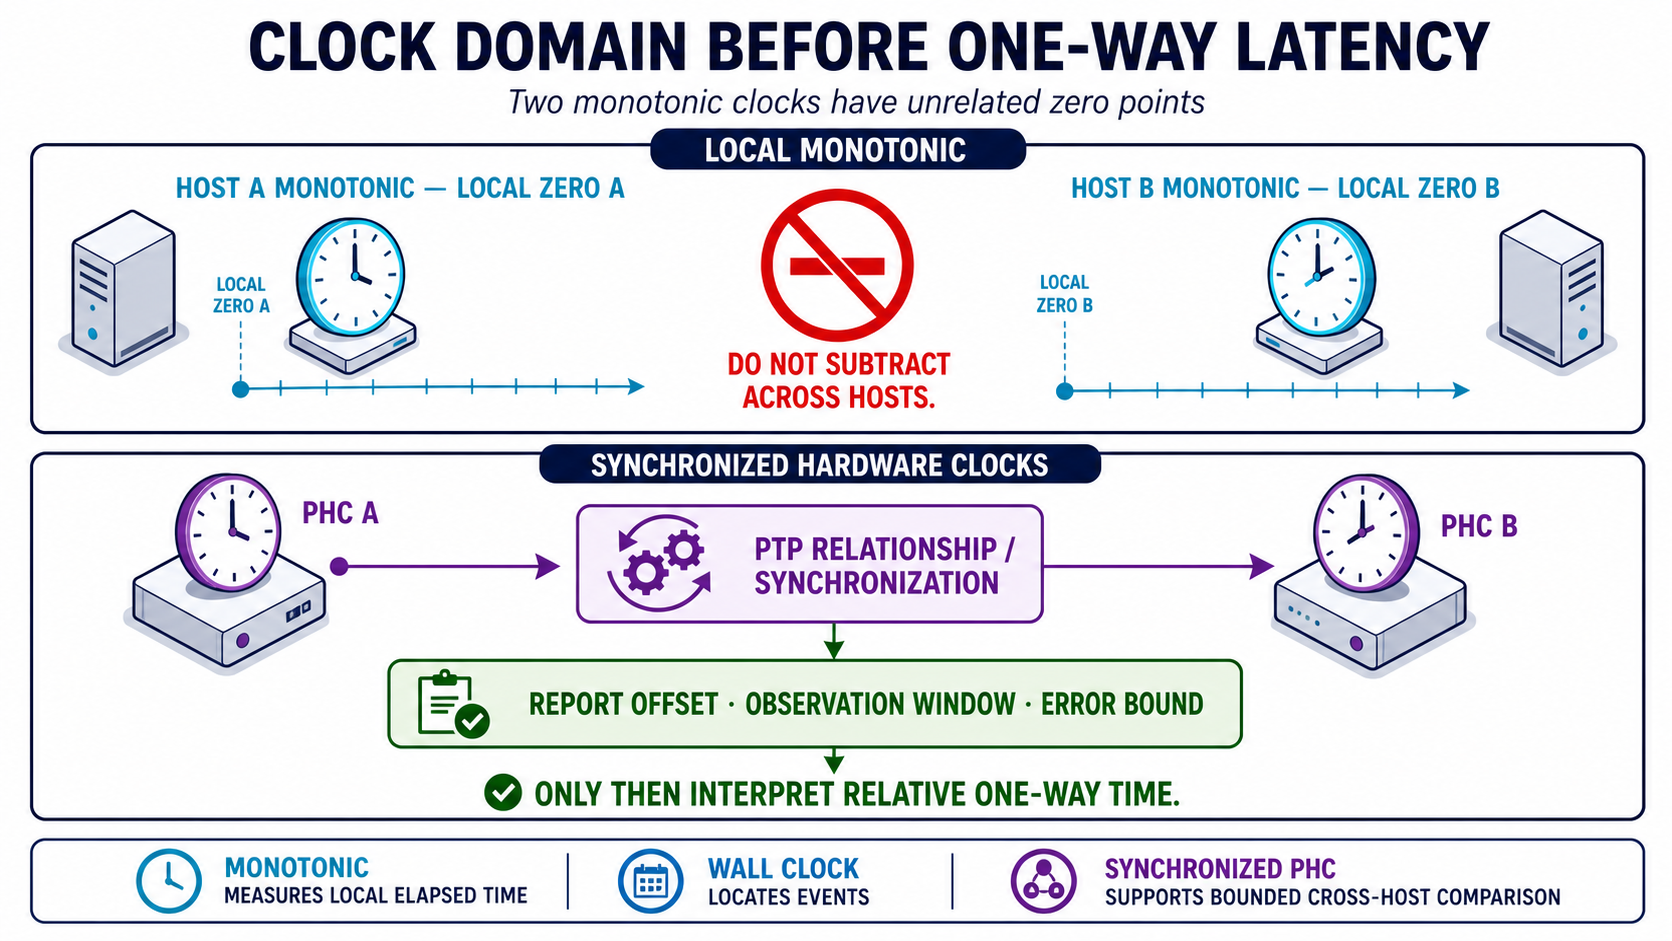 CLOCK DOMAIN BEFORE ONE-WAY LATENCY
Two monotonic clocks have unrelated zero points
LOCAL MONOTONIC
HOST A MONOTONIC — LOCAL ZERO A
LOCAL
ZERO A
DO NOT SUBTRACT
ACROSS HOSTS.
HOST B MONOTONIC — LOCAL ZERO B
LOCAL
ZERO B
SYNCHRONIZED HARDWARE CLOCKS
PHC A
PTP RELATIONSHIP /
SYNCHRONIZATION
PHC B
REPORT OFFSET · OBSERVATION WINDOW · ERROR BOUND
ONLY THEN INTERPRET RELATIVE ONE-WAY TIME.
MONOTONIC
MEASURES LOCAL ELAPSED TIME
WALL CLOCK
LOCATES EVENTS
SYNCHRONIZED PHC
SUPPORTS BOUNDED CROSS-HOST COMPARISON